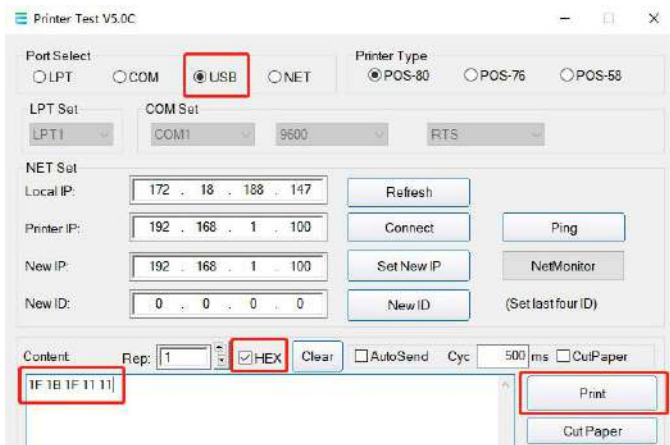 Printer Test V5.0C
Port Select
LPT COM USB NET
Printer Type
POS-80 POS-76 POS-58
LPT Set
LPT1
COM Set
COM1 9600 RTS
NET Set
Local IP: 172 . 18 . 188 . 147 Refresh
Printer IP: 192 . 168 . 1 . 100 Connect Ping
New IP: 192 . 168 . 1 . 100 Set New IP NetMonitor
New ID: 0 . 0 . 0 . 0 New ID (Set last four ID)
Content Rep: 1 HEX Clear AutoSend Cyc 500 ms CutPaper
1F 1B 1F 11 11
Print
Cut Paper